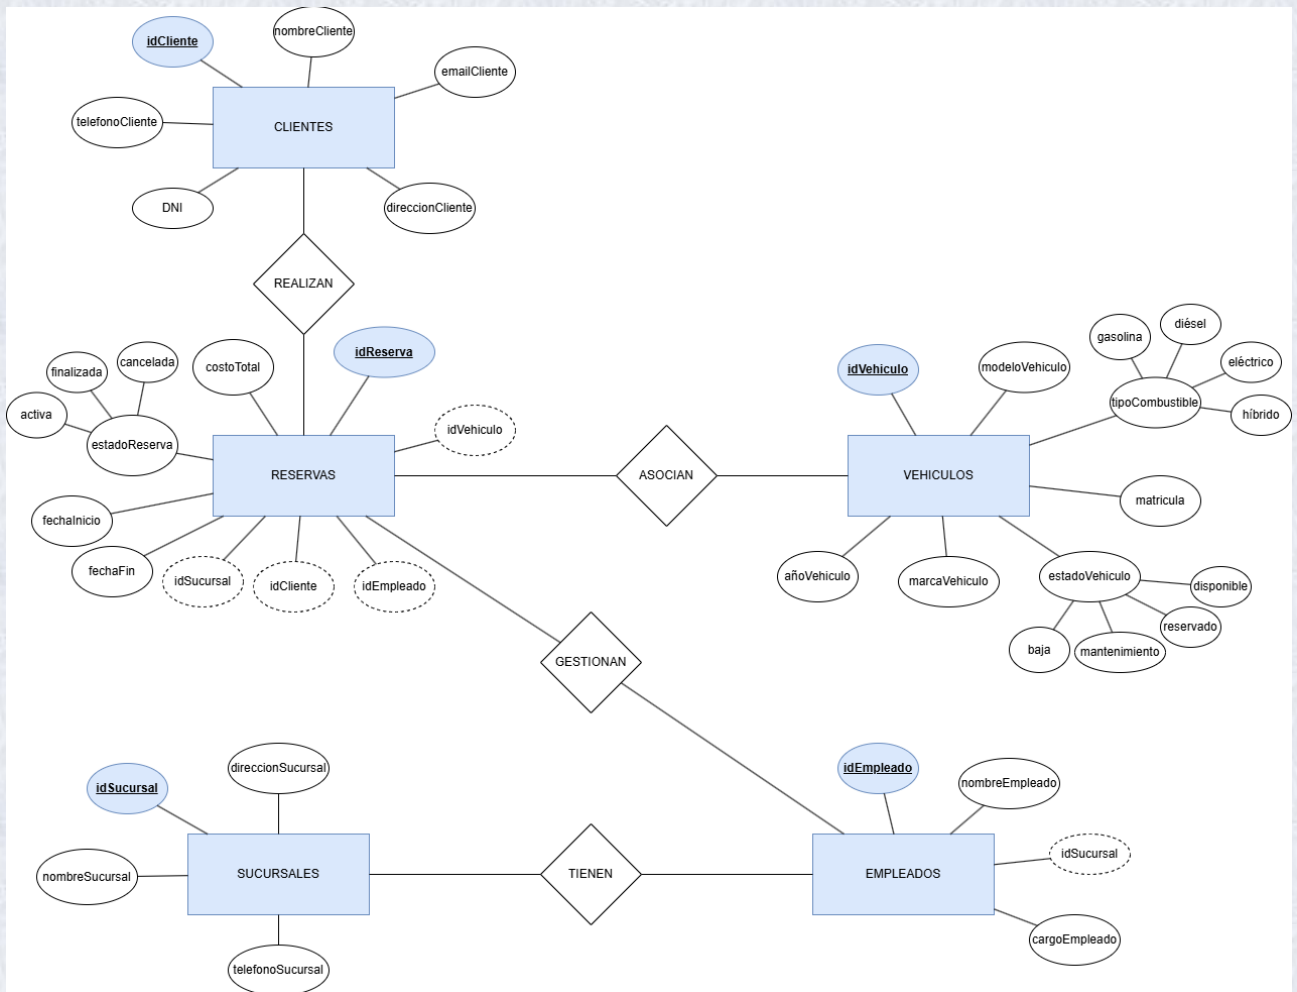 nombreCliente
idCliente
emailCliente
telefonoCliente
CLIENTES
DNI
direccionCliente
REALIZAN
diésel
gasolina
idReserva
cancelada
eléctrico
finalizada
costoTotal
modeloVehiculo
idVehiculo
tipoCombustible
activa
híbrido
idVehiculo
estadoReserva
RESERVAS
ASOCIAN
VEHICULOS
matricula
fechaInicio
fechaFin
idSucursal
idCliente
idEmpleado
añoVehiculo
marcaVehiculo
estadoVehiculo
disponible
reservado
baja
mantenimiento
GESTIONAN
direccionSucursal
idSucursal
idEmpleado
nombreEmpleado
idSucursal
nombreSucursal
SUCURSALES
TIENEN
EMPLEADOS
cargoEmpleado
telefonoSucursal